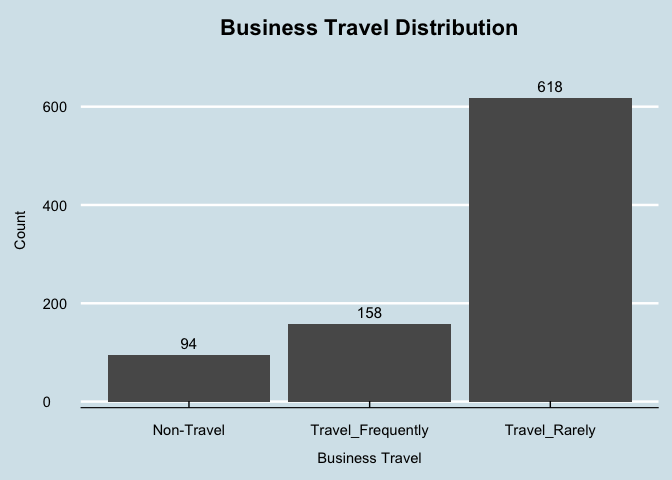 Business Travel Distribution
618
600
400
Count
200
158
94
0
Non-Travel Travel_Frequently Travel_Rarely
Business Travel